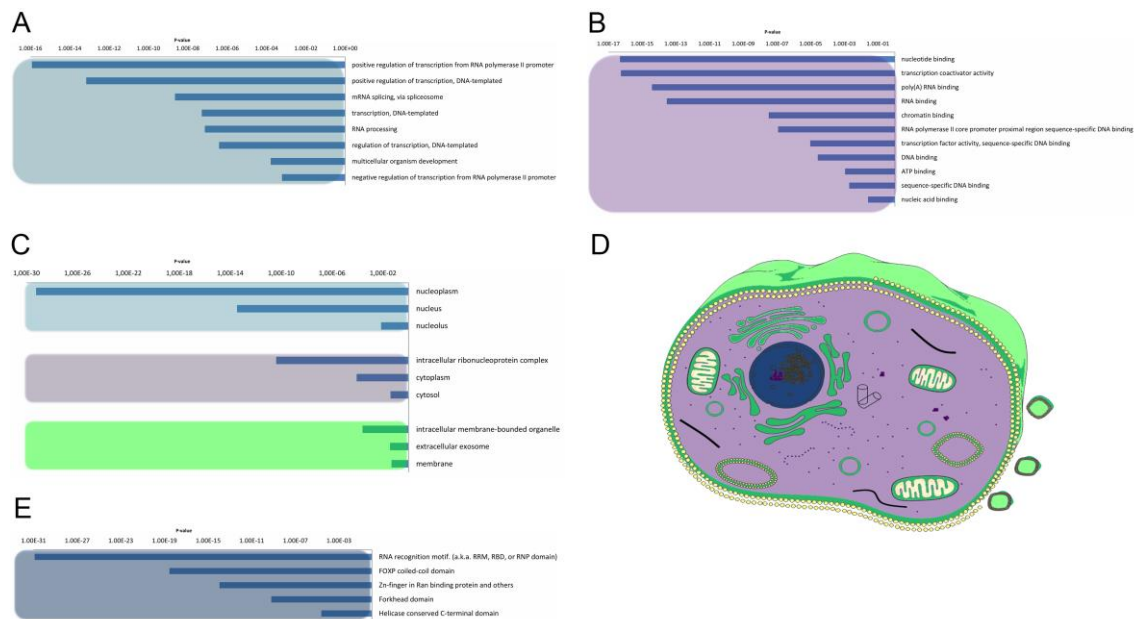 A
P-value
1.00E-16 1.00E-14 1.00E-12 1.00E-10 1.00E-08 1.00E-06 1.00E-04 1.00E-02 1.00E+00
positive regulation of transcription from RNA polymerase II promoter
positive regulation of transcription, DNA-templated
mRNA splicing, via spliceosome
transcription, DNA-templated
RNA processing
regulation of transcription, DNA-templated
multicellular organism development
negative regulation of transcription from RNA polymerase II promoter
B
P-value
1.00E-17 1.00E-15 1.00E-13 1.00E-11 1.00E-09 1.00E-07 1.00E-05 1.00E-03 1.00E-01
nucleotide binding
transcription coactivator activity
poly(A) RNA binding
RNA binding
chromatin binding
RNA polymerase II core promoter proximal region sequence-specific DNA binding
transcription factor activity, sequence-specific DNA binding
DNA binding
ATP binding
sequence-specific DNA binding
nucleic acid binding
C
P-value
1,00E-30 1,00E-26 1,00E-22 1,00E-18 1,00E-14 1,00E-10 1,00E-06 1,00E-02
nucleoplasm
nucleus
nucleolus
intracellular ribonucleoprotein complex
cytoplasm
cytosol
intracellular membrane-bounded organelle
extracellular exosome
membrane
D
E
P-value
1.00E-31 1.00E-27 1.00E-23 1.00E-19 1.00E-15 1.00E-11 1.00E-07 1.00E-03
RNA recognition motif. (a.k.a. RRM, RBD, or RNP domain)
FOXP coiled-coil domain
Zn-finger in Ran binding protein and others
Forkhead domain
Helicase conserved C-terminal domain